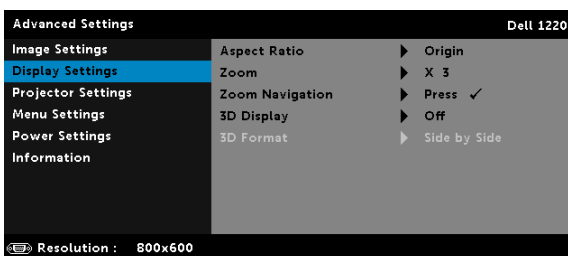 Advanced Settings Dell 1220
Image Settings Aspect Ratio Origin
Display Settings Zoom X 3
Projector Settings Zoom Navigation Press ✓
Menu Settings 3D Display Off
Power Settings 3D Format Side by Side
Information
Resolution : 800x600